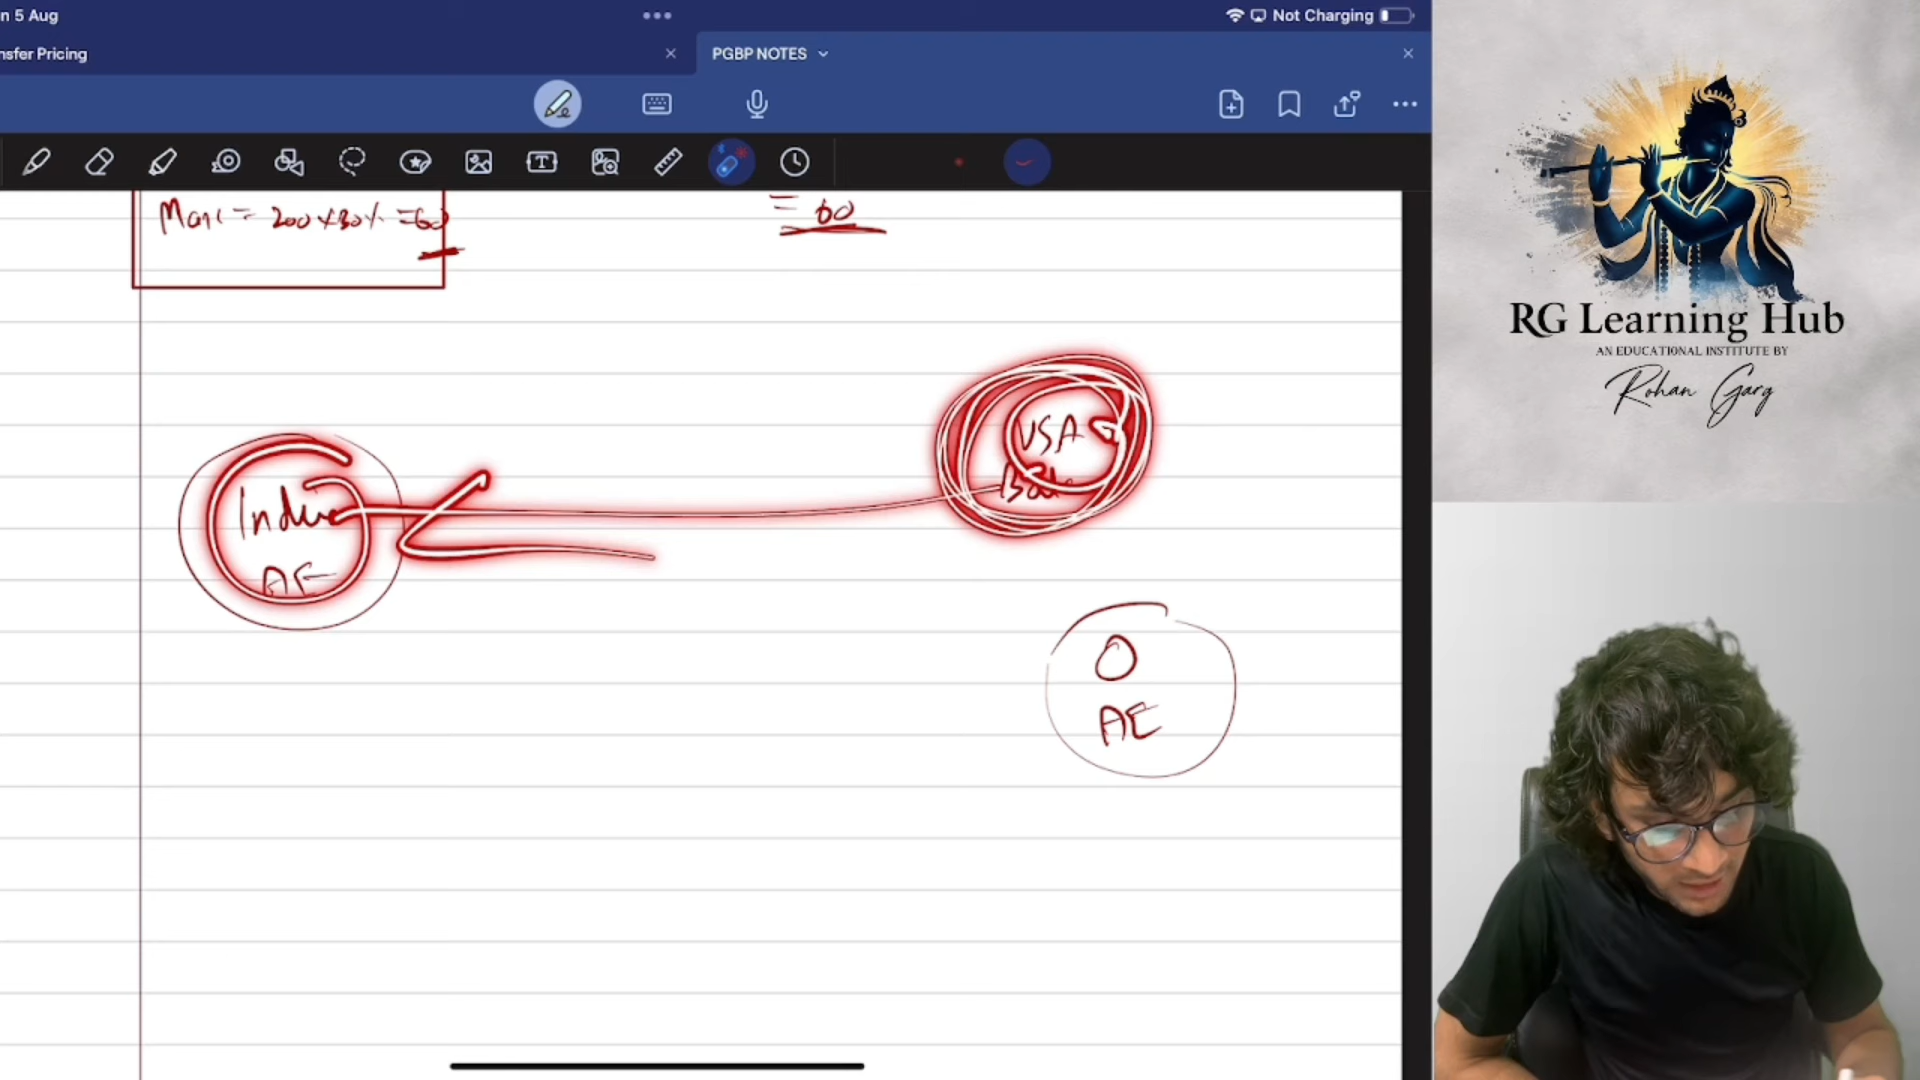 n 5 Aug
Not Charging
nsfer Pricing
PGBP NOTES
= 200 x 30% = 60
= 60
India
AE
USA
O
AE
RG Learning Hub
AN EDUCATIONAL INSTITUTE BY
Rohan Garg